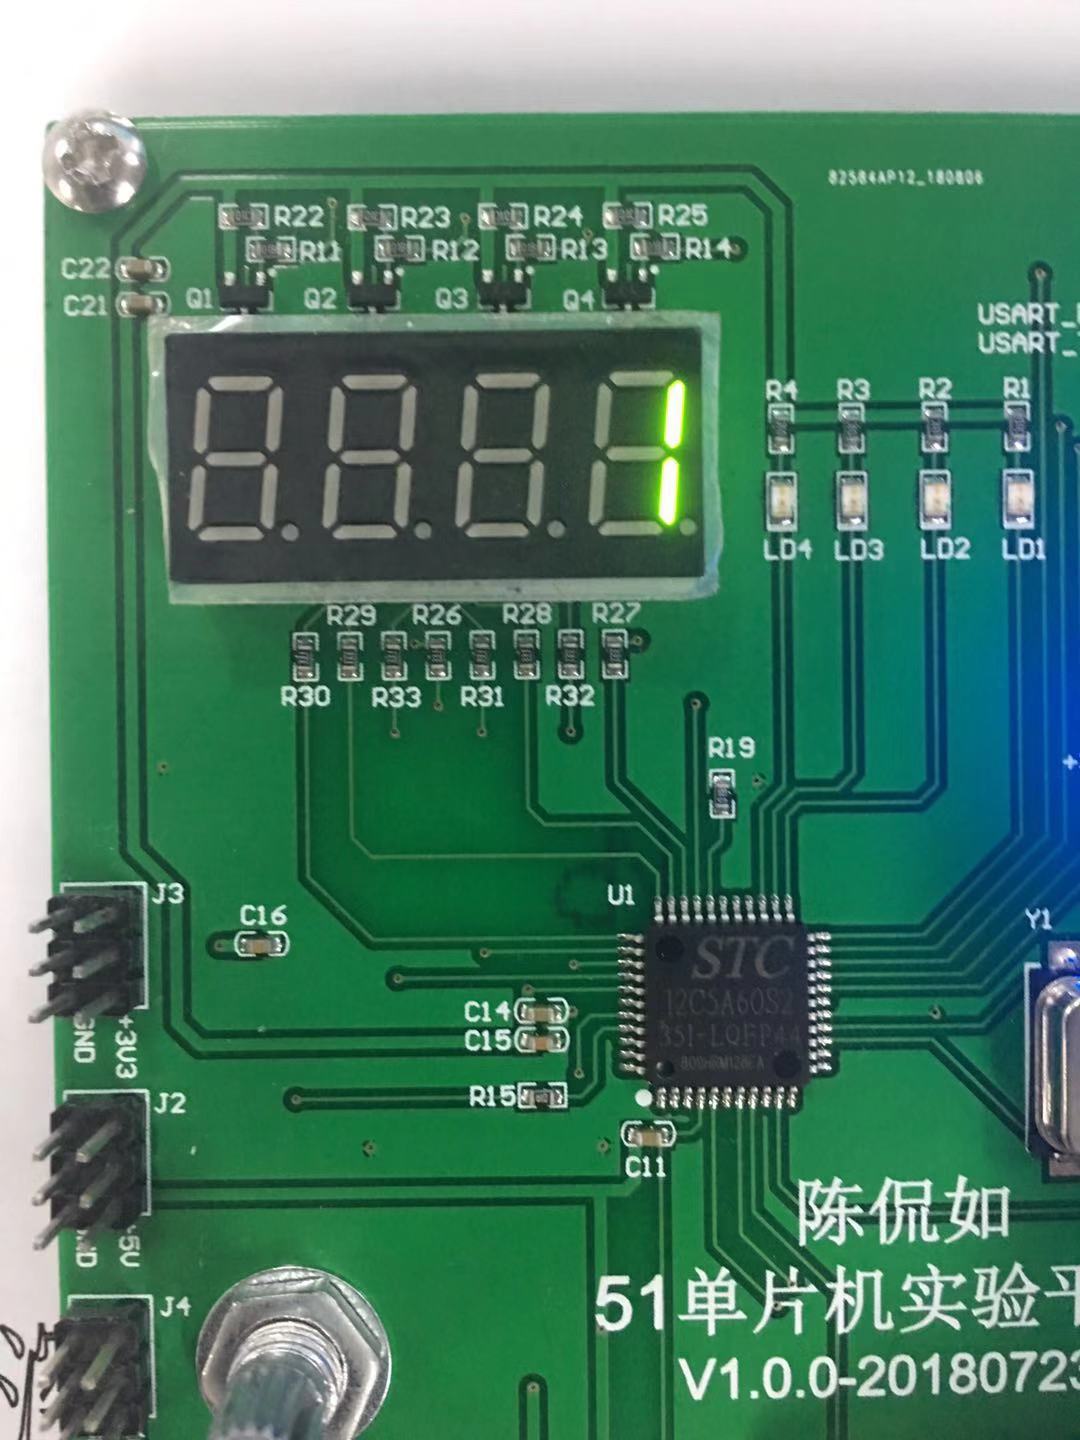 82584AP12_180806
R22 R23 R24 R25
R11 R12 R13 R14
C22
C21
Q1 Q2 Q3 Q4
USART_
USART_
1
R4 R3 R2 R1
LD4 LD3 LD2 LD1
R29 R26 R28 R27
R30 R33 R31 R32
R19
U1
J3
C16
Y1
STC
12C5A60S2
35I-LQFP44
C14
C15
GND
+3V3
R15
J2
C11
陈侃如
5V
J4
51单片机实验平
V1.0.0-20180723